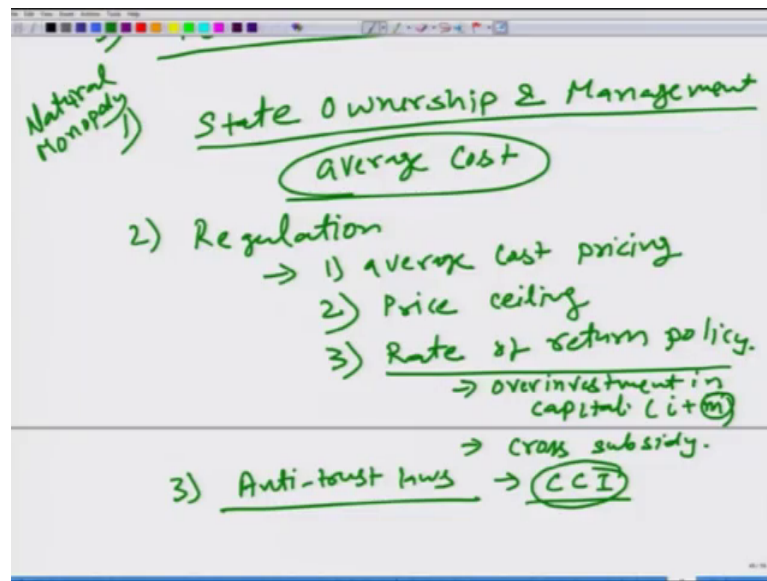 Natural
Monopoly
1) State Ownership & Management
average cost
2) Regulation
→ 1) average cost pricing
2) Price ceiling
3) Rate of return policy.
→ overinvestment in
capital. (i+m)
→ cross subsidy.
3) Anti-trust laws → CCI